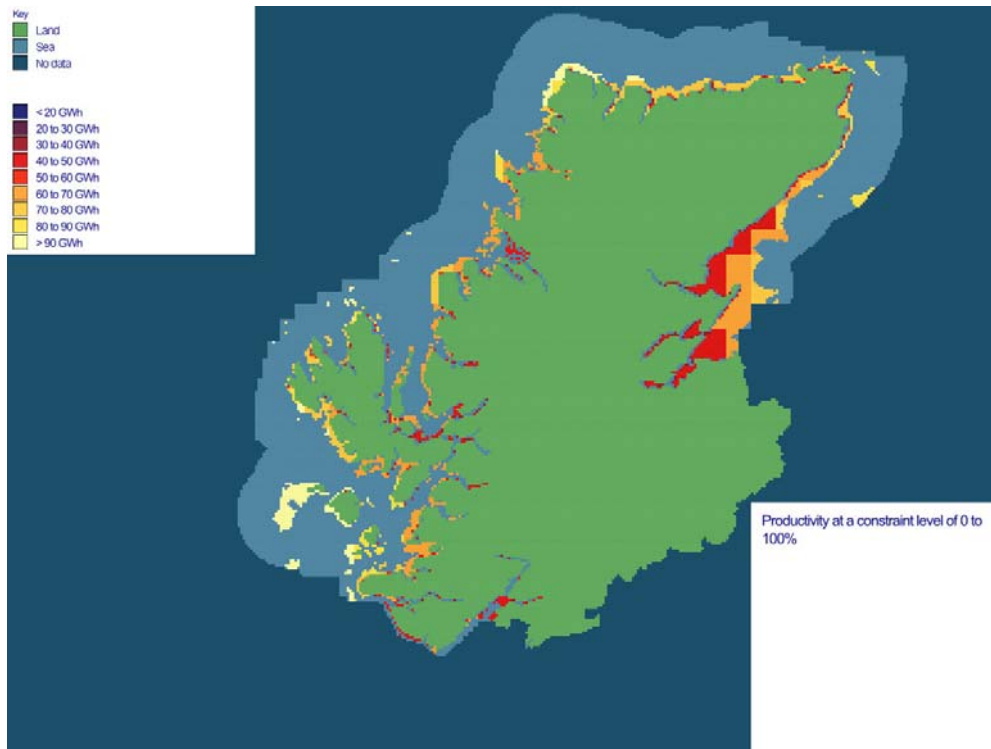 Key
Land
Sea
No data
< 20 GWh
20 to 30 GWh
30 to 40 GWh
40 to 50 GWh
50 to 60 GWh
60 to 70 GWh
70 to 80 GWh
80 to 90 GWh
> 90 GWh
Productivity at a constraint level of 0 to
100%